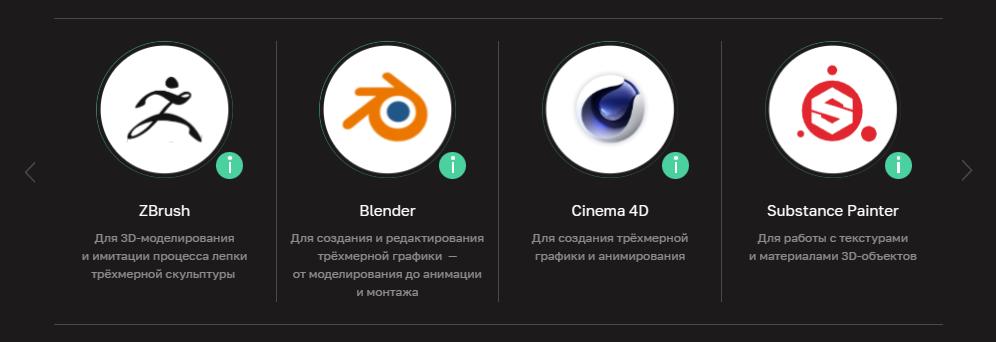 ZBrush
Для 3D-моделирования
и имитации процесса лепки
трёхмерной скульптуры
Blender
Для создания и редактирования
трёхмерной графики —
от моделирования до анимации
и монтажа
Cinema 4D
Для создания трёхмерной
графики и анимирования
Substance Painter
Для работы с текстурами
и материалами 3D-объектов